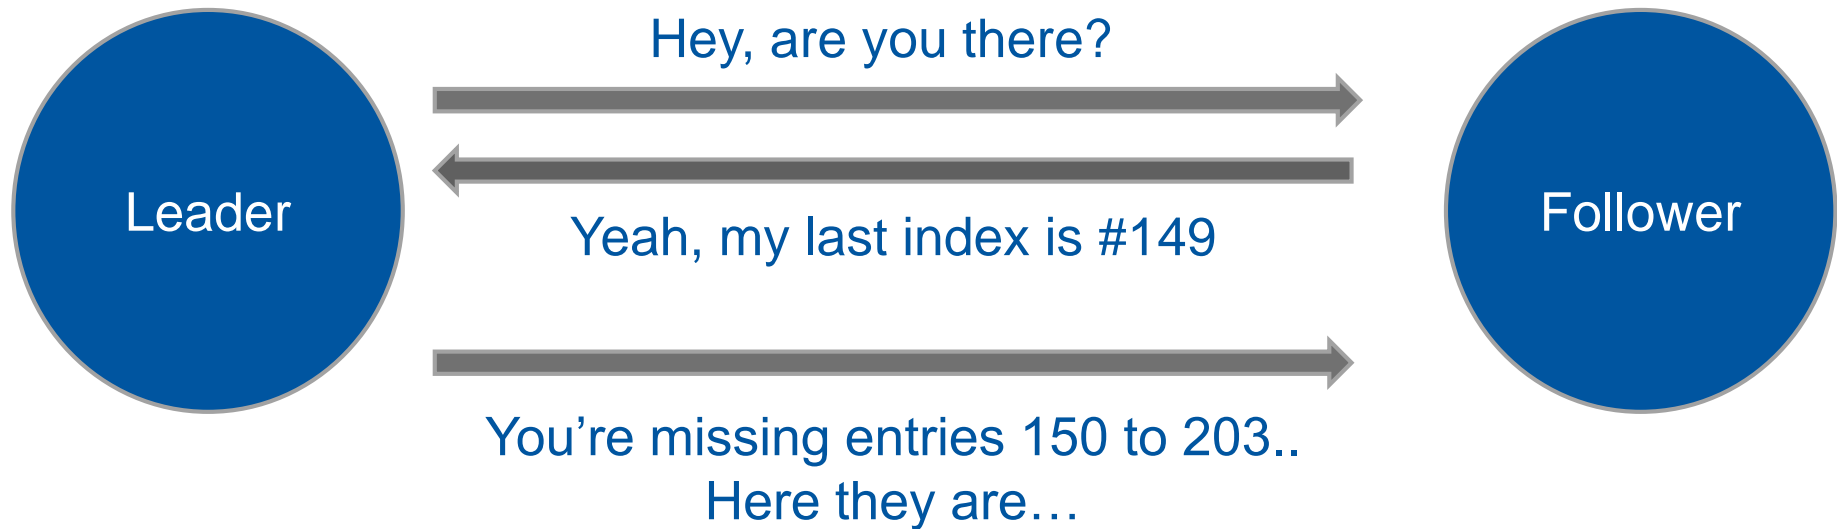 Hey, are you there?
Leader
Follower
Yeah, my last index is #149
You’re missing entries 150 to 203..
Here they are…